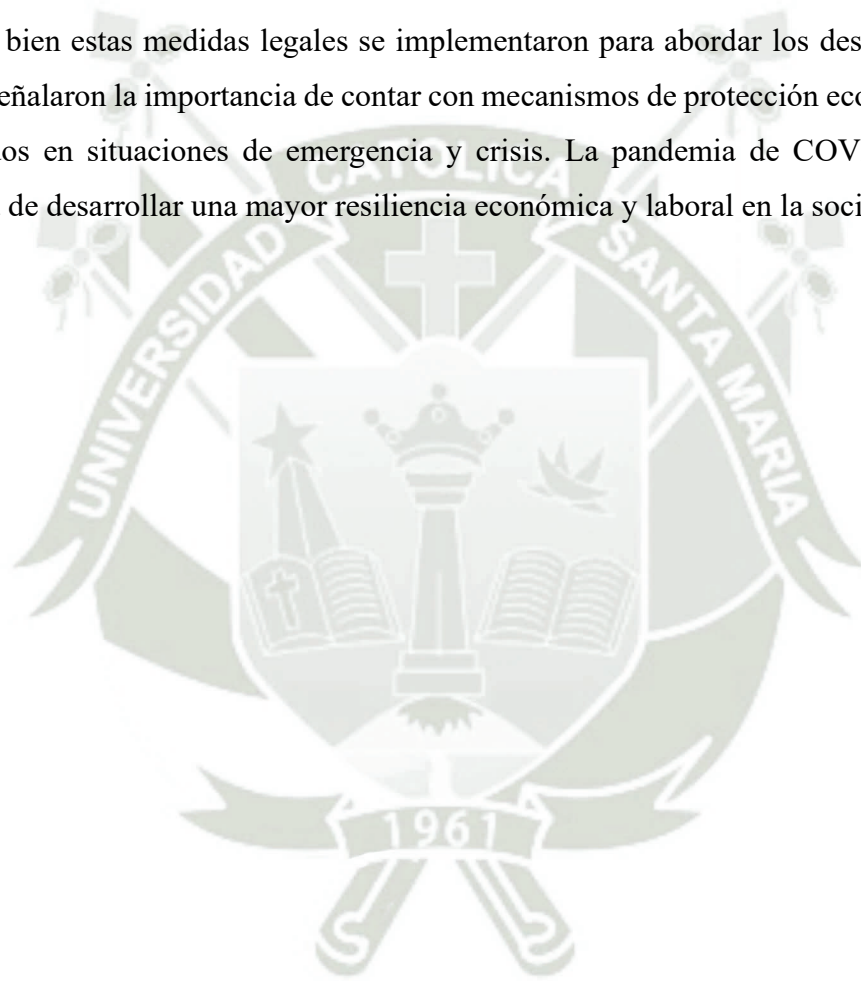 bien estas medidas legales se implementaron para abordar los des
señalaron la importancia de contar con mecanismos de protección eco
os en situaciones de emergencia y crisis. La pandemia de COV
de desarrollar una mayor resiliencia económica y laboral en la soci
UNIVERSIDAD CATOLICA SANTA MARIA
1961